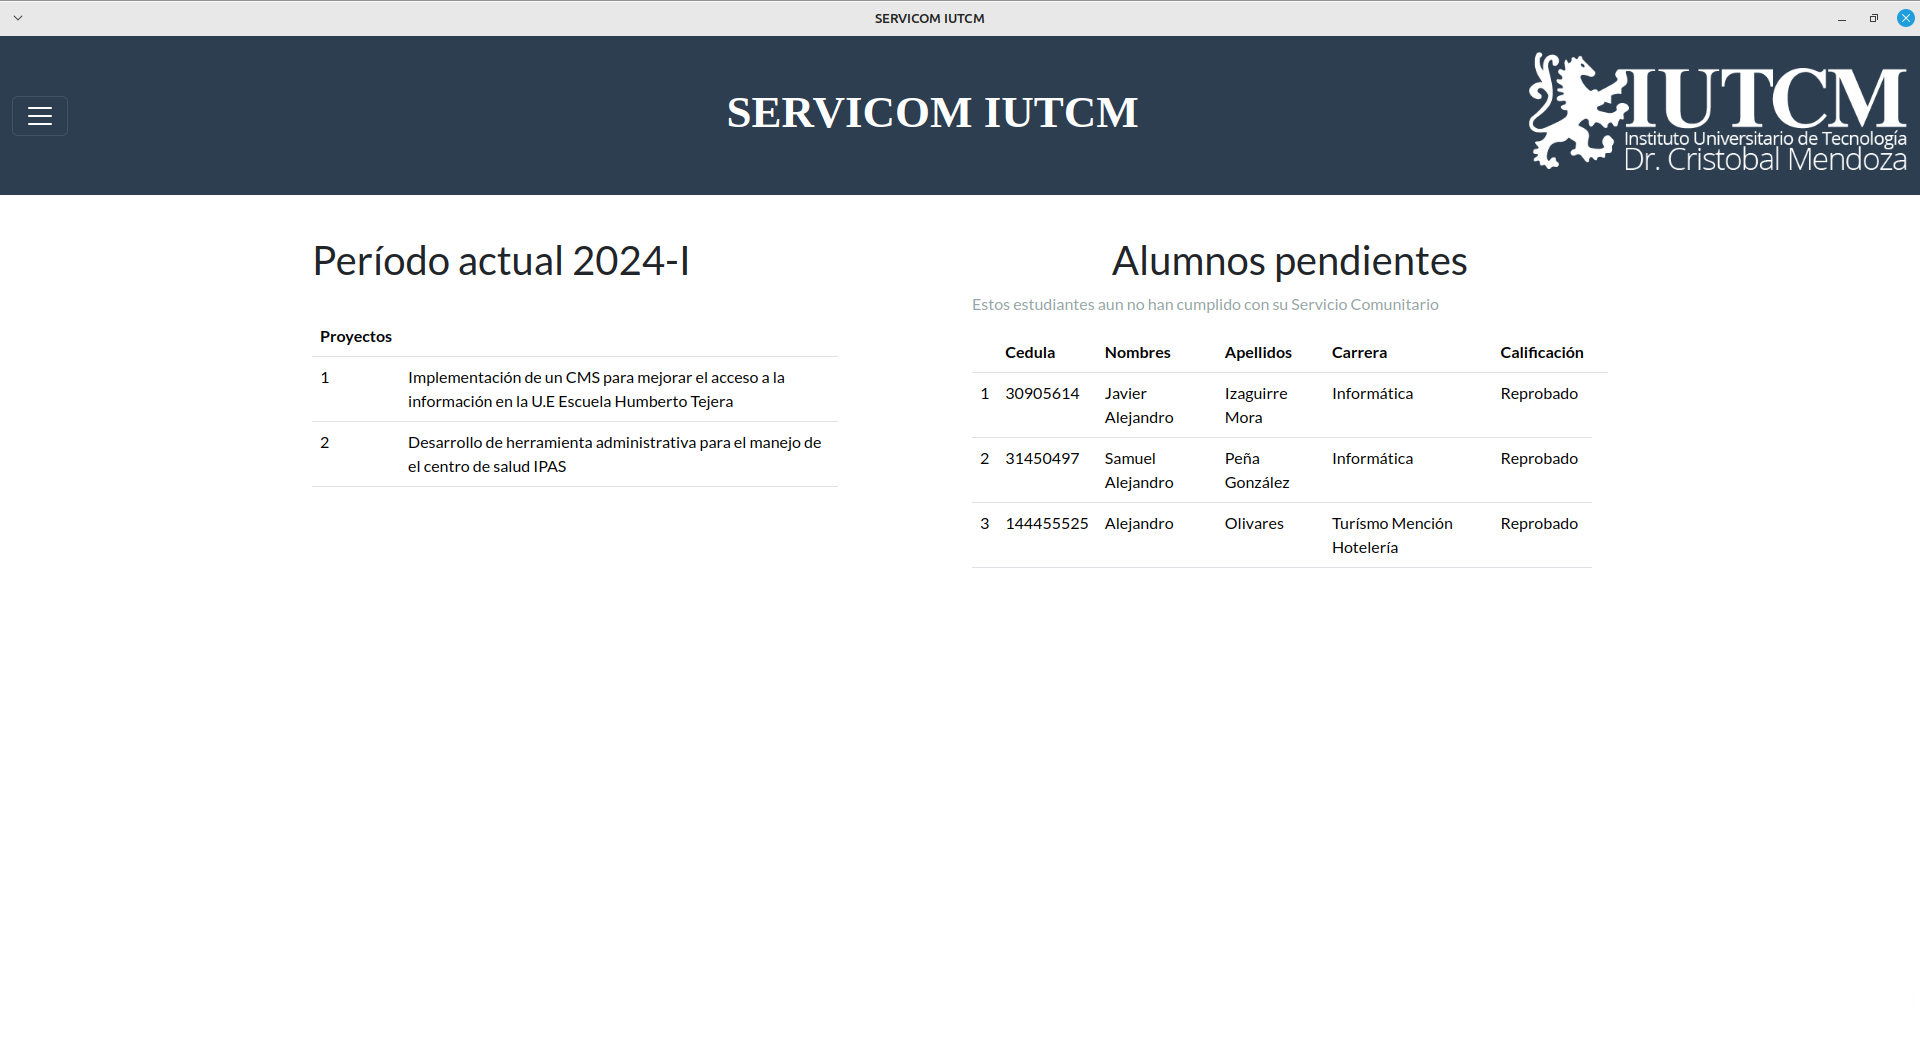 SERVICOM IUTCM
SERVICOM IUTCM
IUTCM
Instituto Universitario de Tecnología
Dr. Cristobal Mendoza
Período actual 2024-I
Proyectos
1 Implementación de un CMS para mejorar el acceso a la
información en la U.E Escuela Humberto Tejera
2 Desarrollo de herramienta administrativa para el manejo de
el centro de salud IPAS
Alumnos pendientes
Estos estudiantes aun no han cumplido con su Servicio Comunitario
Cedula Nombres Apellidos Carrera Calificación
1 30905614 Javier Izaguirre Informática Reprobado
Alejandro Mora
2 31450497 Samuel Peña Informática Reprobado
Alejandro González
3 144455525 Alejandro Olivares Turísmo Mención Reprobado
Hotelería